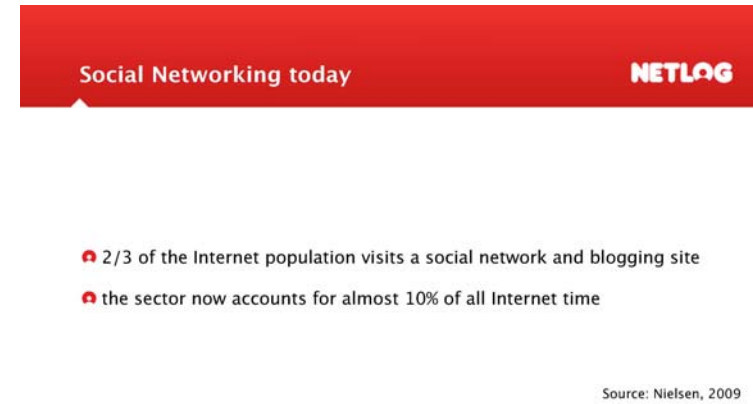 Social Networking today
NETLOG
2/3 of the Internet population visits a social network and blogging site
the sector now accounts for almost 10% of all Internet time
Source: Nielsen, 2009